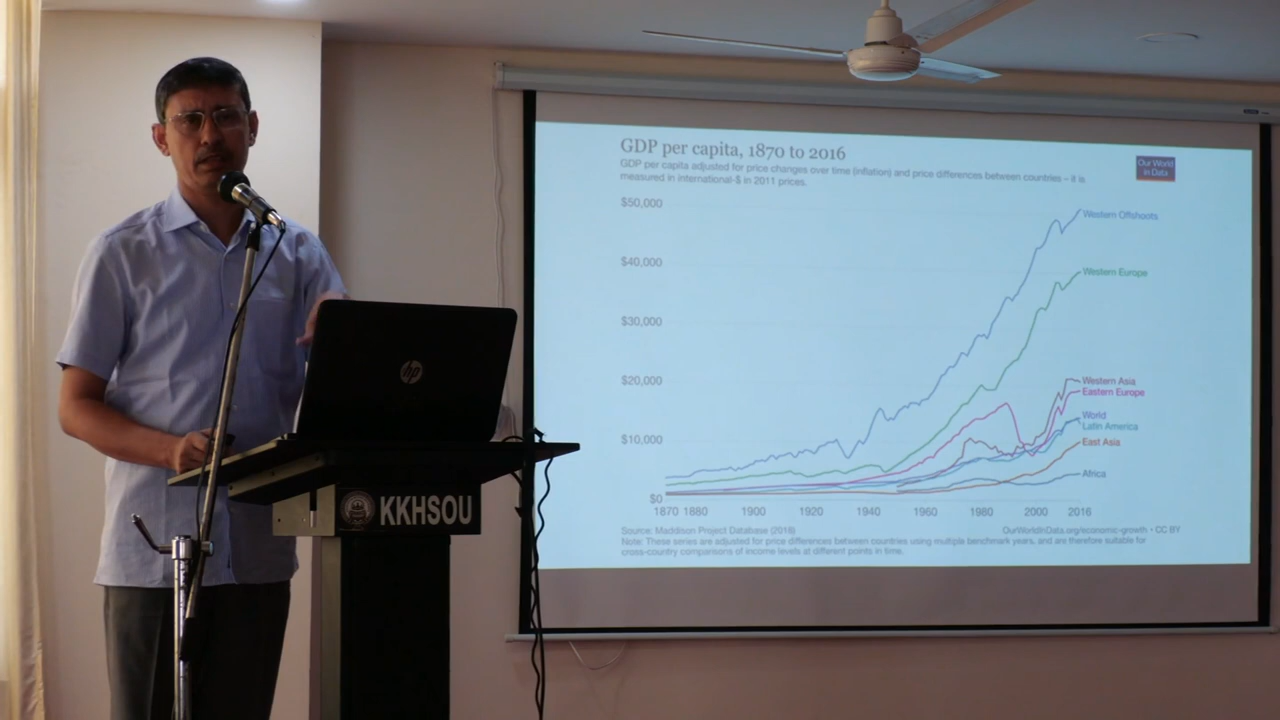 GDP per capita, 1870 to 2016
GDP per capita adjusted for price changes over time (inflation) and price differences between countries – it is
measured in international-$ in 2011 prices.
Our World
in Data
$50,000
$40,000
$30,000
$20,000
$10,000
$0
Western Offshoots
Western Europe
Western Asia
Eastern Europe
World
Latin America
East Asia
Africa
1870 1880 1900 1920 1940 1960 1980 2000 2016
Source: Maddison Project Database (2018)
OurWorldInData.org/economic-growth • CC BY
Note: These series are adjusted for price differences between countries using multiple benchmark years, and are therefore suitable for
cross-country comparisons of income levels at different points in time.
hp
KKHSOU